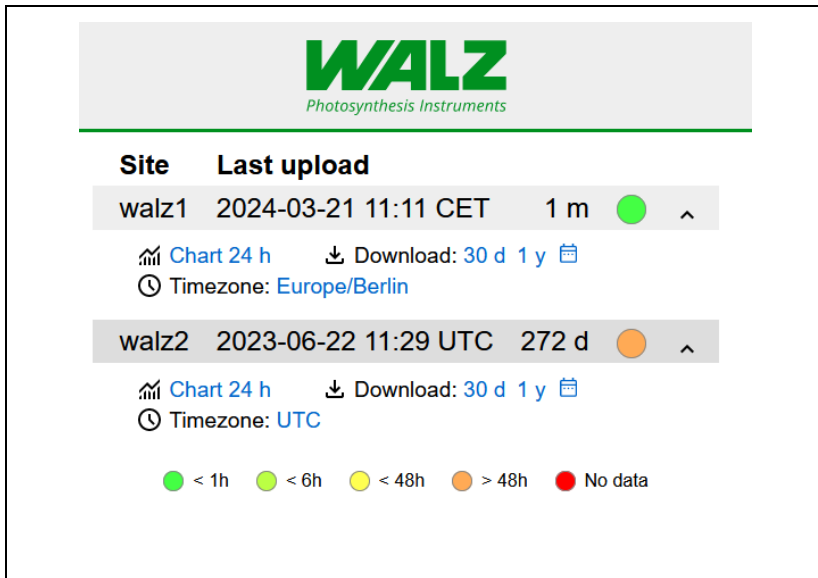 WALZ
Photosynthesis Instruments
Site Last upload
walz1 2024-03-21 11:11 CET 1 m
Chart 24 h Download: 30 d 1 y
Timezone: Europe/Berlin
walz2 2023-06-22 11:29 UTC 272 d
Chart 24 h Download: 30 d 1 y
Timezone: UTC
< 1h < 6h < 48h > 48h No data